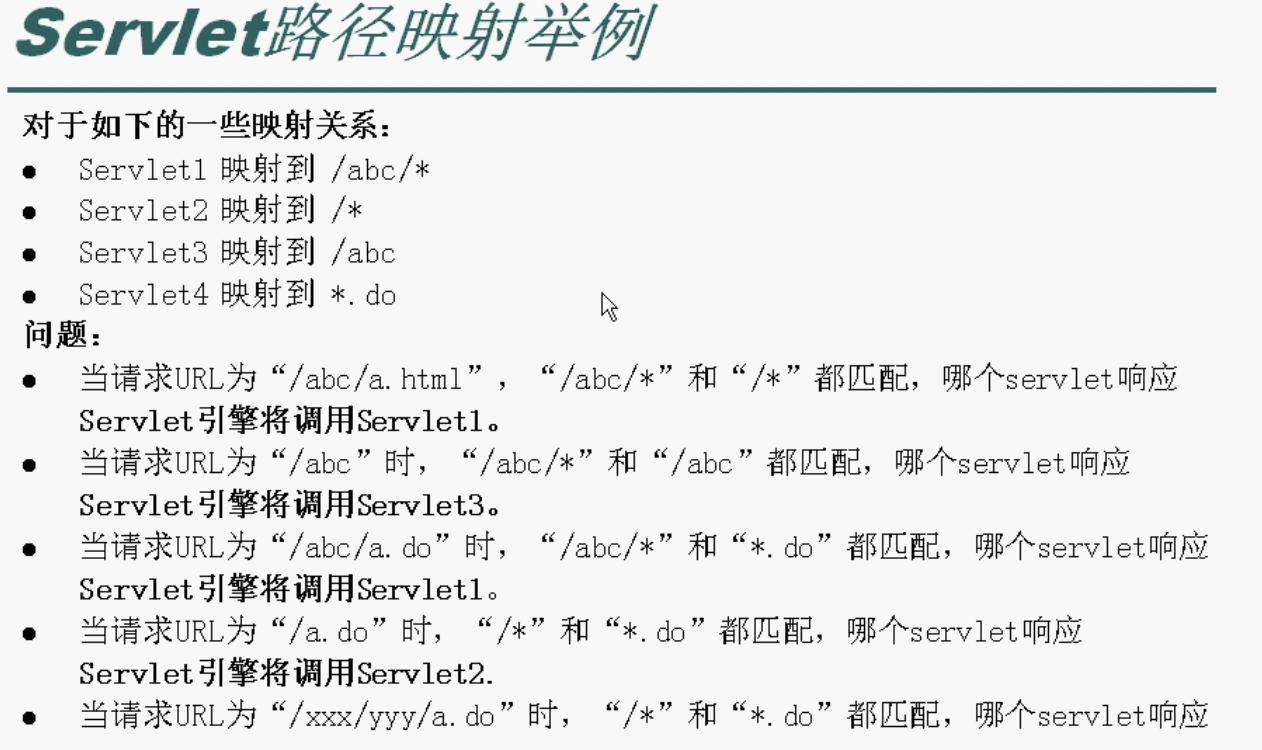 Servlet路径映射举例
对于如下的一些映射关系：
● Servlet1 映射到 /abc/*
● Servlet2 映射到 /*
● Servlet3 映射到 /abc
● Servlet4 映射到 *.do
问题：
● 当请求URL为“/abc/a.html”，“/abc/*”和“/*”都匹配，哪个servlet响应
Servlet引擎将调用Servlet1。
● 当请求URL为“/abc”时，“/abc/*”和“/abc”都匹配，哪个servlet响应
Servlet引擎将调用Servlet3。
● 当请求URL为“/abc/a.do”时，“/abc/*”和“*.do”都匹配，哪个servlet响应
Servlet引擎将调用Servlet1。
● 当请求URL为“/a.do”时，“/*”和“*.do”都匹配，哪个servlet响应
Servlet引擎将调用Servlet2.
● 当请求URL为“/xxx/yyy/a.do”时，“/*”和“*.do”都匹配，哪个servlet响应